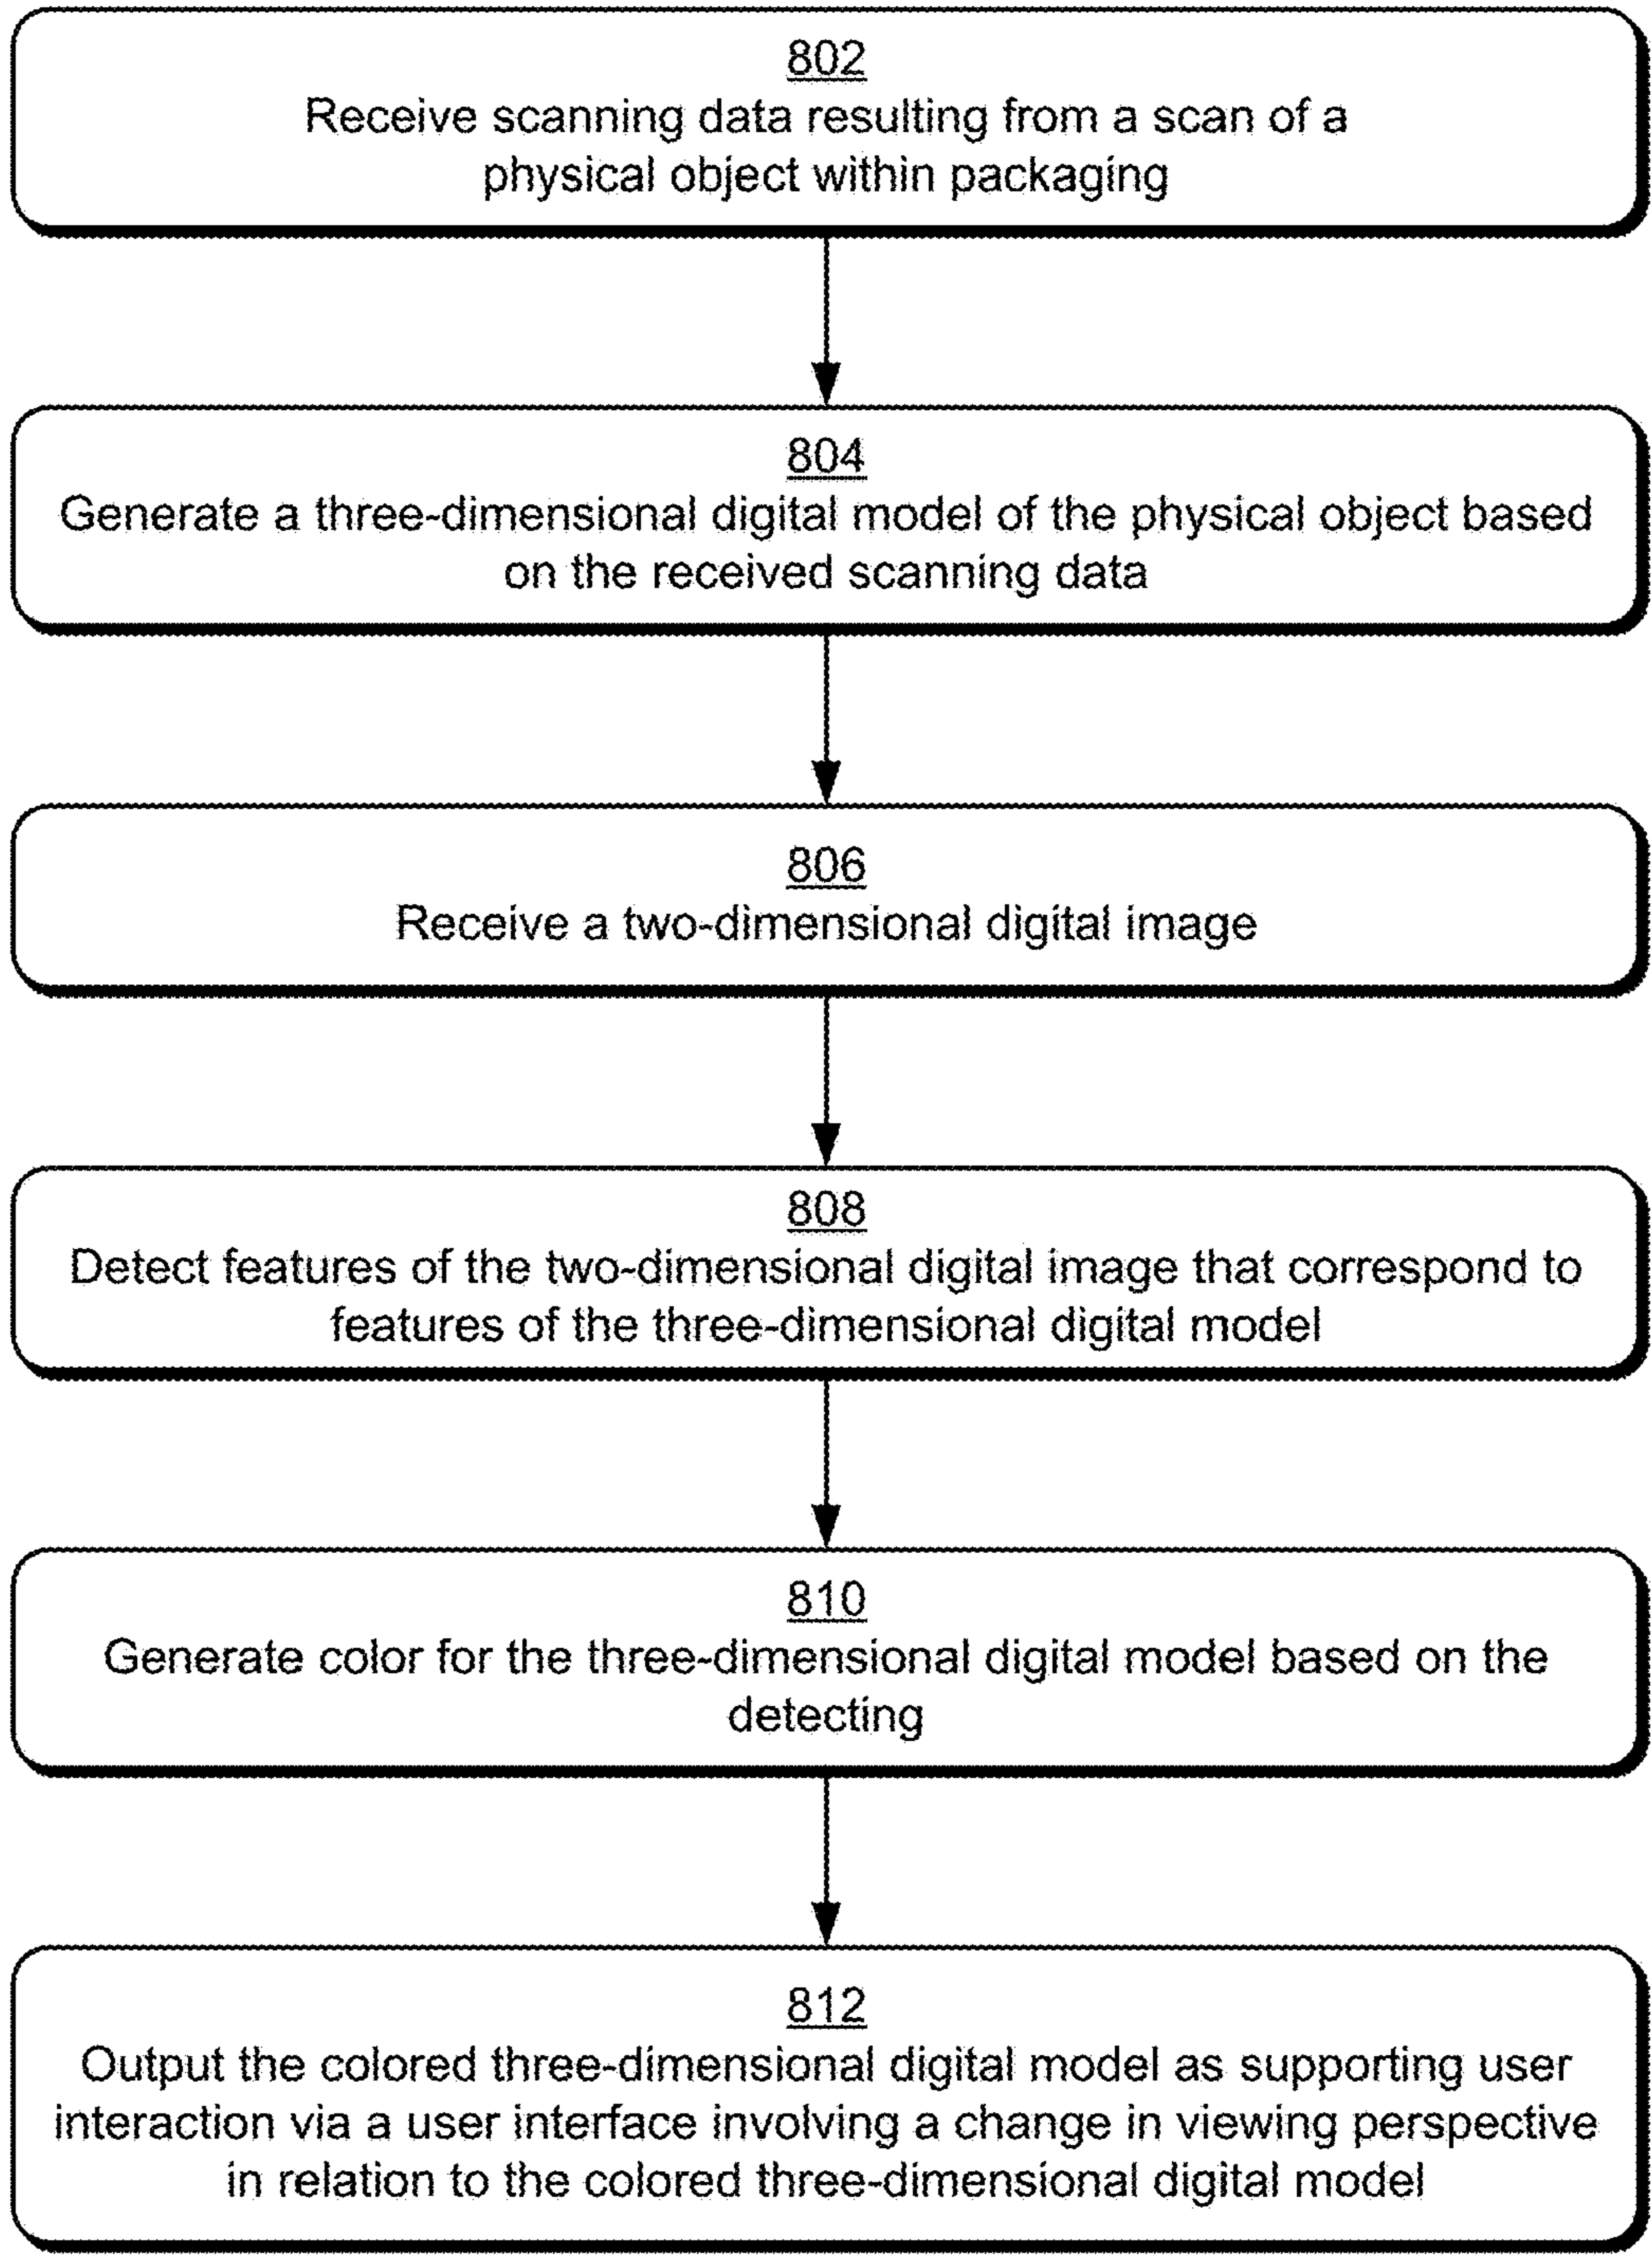 802
Receive scanning data resulting from a scan of a
physical object within packaging
804
Generate a three-dimensional digital model of the physical object based
on the received scanning data
806
Receive a two-dimensional digital image
808
Detect features of the two-dimensional digital image that correspond to
features of the three-dimensional digital model
810
Generate color for the three-dimensional digital model based on the
detecting
812
Output the colored three-dimensional digital model as supporting user
interaction via a user interface involving a change in viewing perspective
in relation to the colored three-dimensional digital model